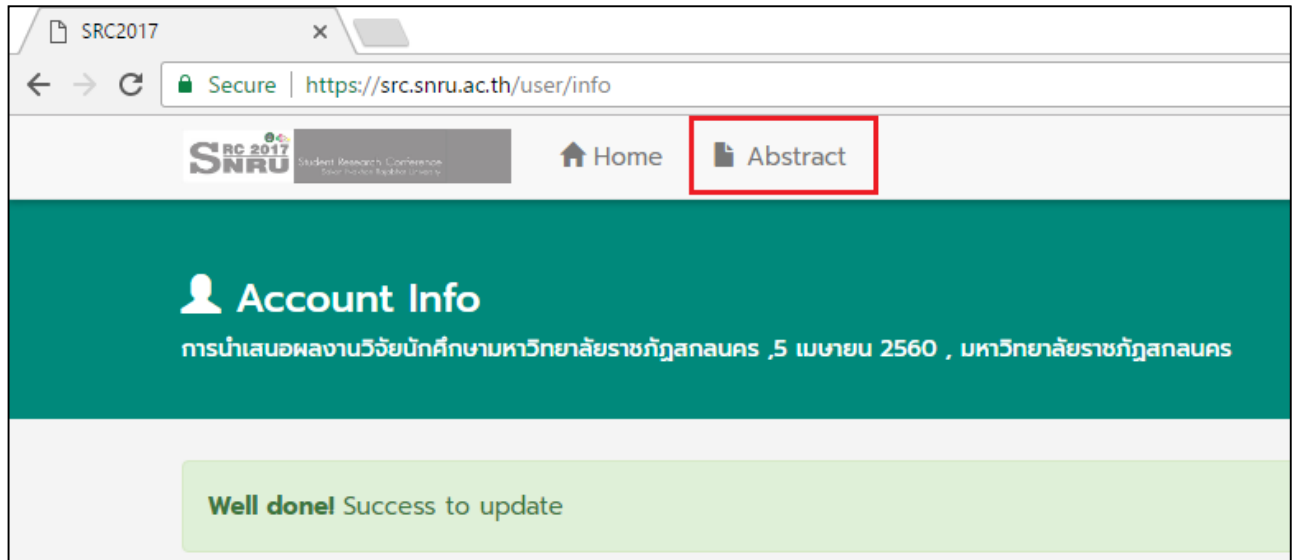 SRC2017
Secure | https://src.snru.ac.th/user/info
SRC 2017
SNRU
Student Research Conference
Home
Abstract
Account Info
การนำเสนอผลงานวิจัยนักศึกษามหาวิทยาลัยราชภัฏสกลนคร ,5 เมษายน 2560 , มหาวิทยาลัยราชภัฏสกลนคร
Well done! Success to update